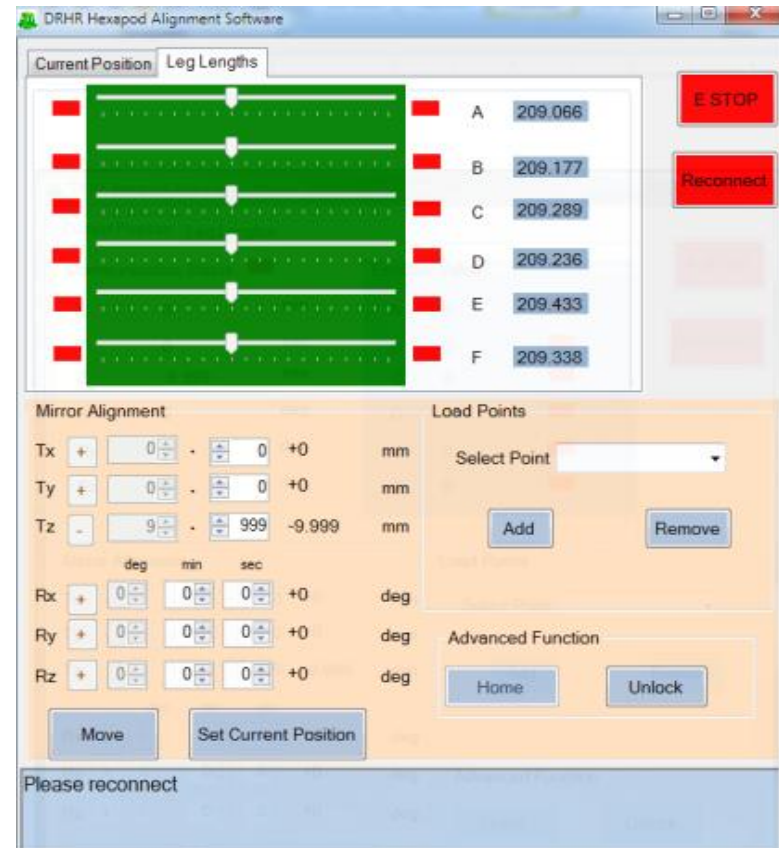 DRHR Hexapod Alignment Software
Current Position Leg Lengths
E STOP
A 209.066
B 209.177
Reconnect
C 209.289
D 209.236
E 209.433
F 209.338
Mirror Alignment
Tx + 0 . 0 +0 mm
Ty + 0 . 0 +0 mm
Tz - 9 . 999 -9.999 mm
deg min sec
Rx + 0 0 0 +0 deg
Ry + 0 0 0 +0 deg
Rz + 0 0 0 +0 deg
Move Set Current Position
Load Points
Select Point
Add Remove
Advanced Function
Home Unlock
Please reconnect